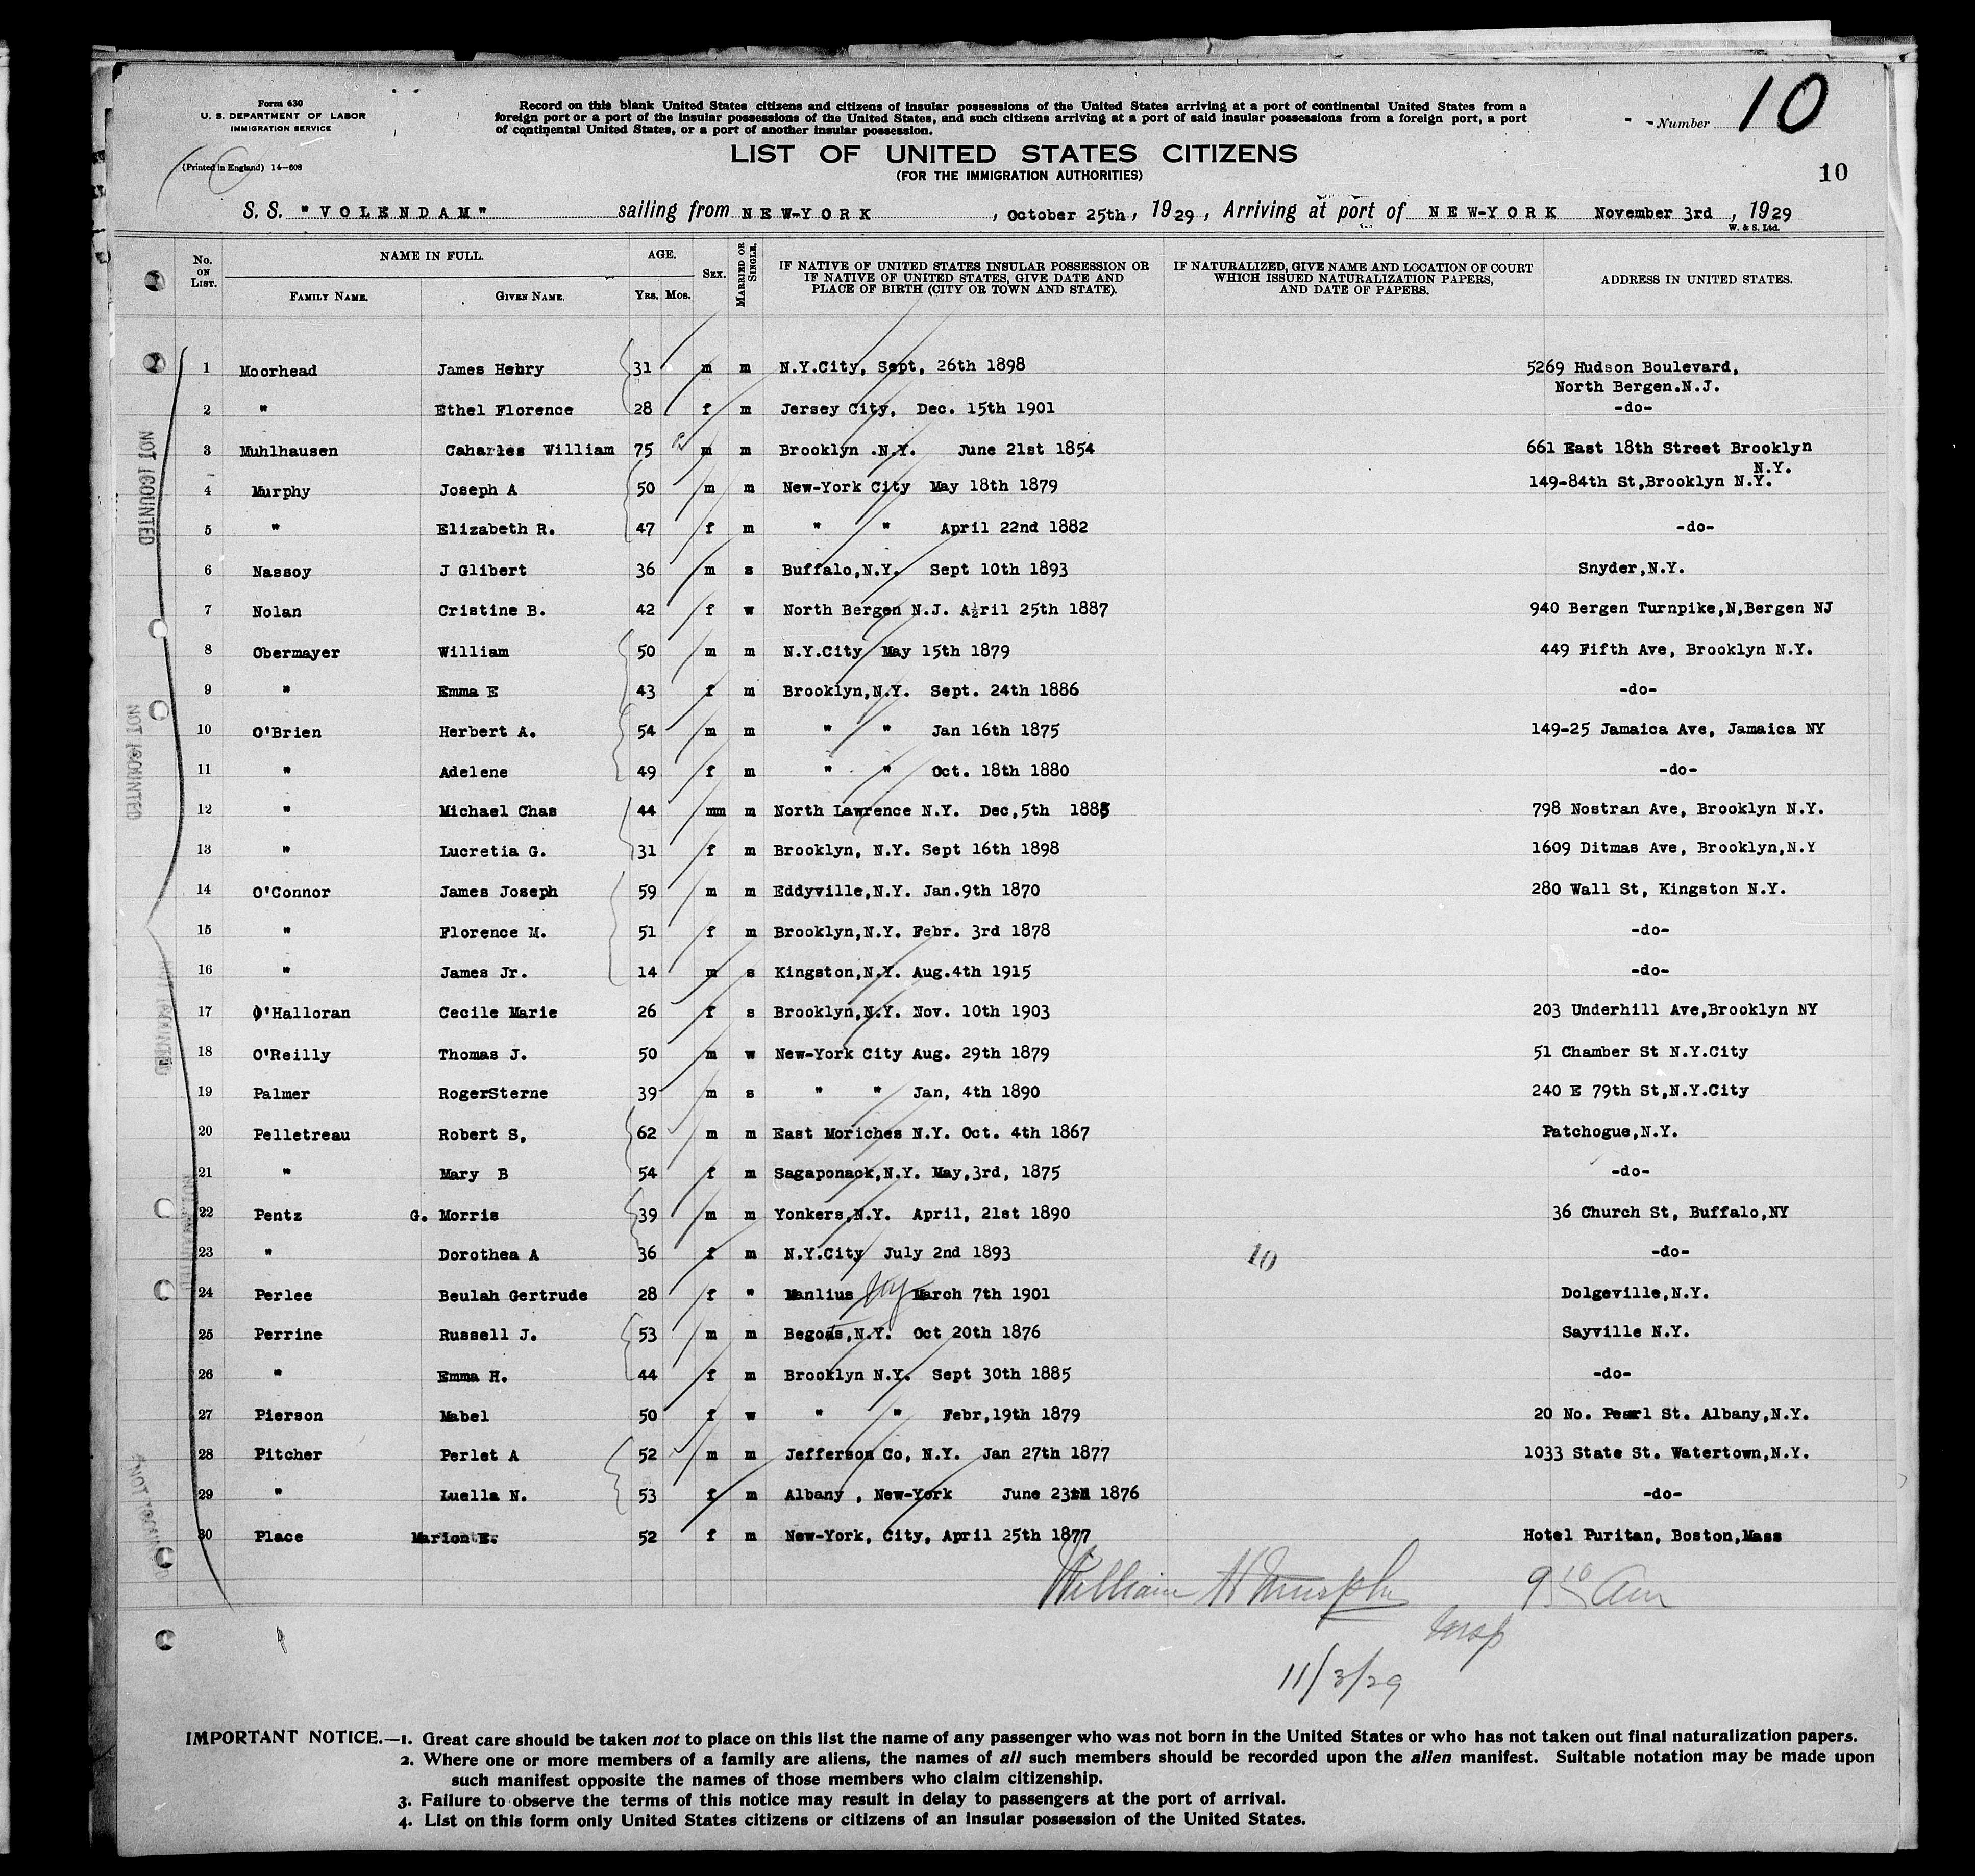 Form 630
U. S. DEPARTMENT OF LABOR
IMMIGRATION SERVICE
(Printed in England) 14—608
Record on this blank United States citizens and citizens of insular possessions of the United States arriving at a port of continental United States from a
foreign port or a port of the insular possessions of the United States, and such citizens arriving at a port of said insular possessions from a foreign port, a port
of continental United States, or a port of another insular possession.
Number 10
LIST OF UNITED STATES CITIZENS
(FOR THE IMMIGRATION AUTHORITIES)
10
S. S. "VOLENDAM" sailing from NEW-YORK, October 25th, 1929, Arriving at port of NEW-YORK November 3rd, 1929
W. & S. Ltd.
No. ON LIST. NAME IN FULL. FAMILY NAME. GIVEN NAME. AGE. YRS. MOS. SEX. MARRIED OR SINGLE. IF NATIVE OF UNITED STATES INSULAR POSSESSION OR IF NATIVE OF UNITED STATES, GIVE DATE AND PLACE OF BIRTH (CITY OR TOWN AND STATE). IF NATURALIZED, GIVE NAME AND LOCATION OF COURT WHICH ISSUED NATURALIZATION PAPERS, AND DATE OF PAPERS. ADDRESS IN UNITED STATES.
1 Moorhead James Henry 31 m m N.Y.City, Sept, 26th 1898 5269 Hudson Boulevard,
North Bergen.N.J.
2 " Ethel Florence 28 f m Jersey City, Dec. 15th 1901 -do-
3 Muhlhausen Caharles William 75 m m Brooklyn .N.Y. June 21st 1854 661 East 18th Street Brooklyn
N.Y.
4 Murphy Joseph A 50 m m New-York City May 18th 1879 149-84th St,Brooklyn N.Y.
5 " Elizabeth R. 47 f m " " April 22nd 1882 -do-
6 Nassoy J Glibert 36 m s Buffalo,N.Y. Sept 10th 1893 Snyder,N.Y.
7 Nolan Cristine B. 42 f w North Bergen N.J. A½ril 25th 1887 940 Bergen Turnpike,N,Bergen NJ
8 Obermayer William 50 m m N.Y.City May 15th 1879 449 Fifth Ave, Brooklyn N.Y.
9 " Emma E 43 f m Brooklyn,N.Y. Sept. 24th 1886 -do-
10 O'Brien Herbert A. 54 m m " " Jan 16th 1875 149-25 Jamaica Ave, Jamaica NY
11 " Adelene 49 f m " " Oct. 18th 1880 -do-
12 " Michael Chas 44 mm m North Lawrence N.Y. Dec,5th 1885 798 Nostran Ave, Brooklyn N.Y.
13 " Lucretia G. 31 f m Brooklyn, N.Y. Sept 16th 1898 1609 Ditmas Ave, Brooklyn,N.Y
14 O'Connor James Joseph 59 m m Eddyville,N.Y. Jan.9th 1870 280 Wall St, Kingston N.Y.
15 " Florence M. 51 f m Brooklyn,N.Y. Febr. 3rd 1878 -do-
16 " James Jr. 14 m s Kingston,N.Y. Aug.4th 1915 -do-
17 O'Halloran Cecile Marie 26 f s Brooklyn,N.Y. Nov. 10th 1903 203 Underhill Ave,Brooklyn NY
18 O'Reilly Thomas J. 50 m w New-York City Aug. 29th 1879 51 Chamber St N.Y.City
19 Palmer RogerSterne 39 m s " " Jan, 4th 1890 240 E 79th St,N.Y.City
20 Pelletreau Robert S, 62 m m East Moriches N.Y. Oct. 4th 1867 Patchogue,N.Y.
21 " Mary B 54 f m Sagaponack,N.Y. May,3rd, 1875 -do-
22 Pentz G. Morris 39 m m Yonkers,N.Y. April, 21st 1890 36 Church St, Buffalo,NY
23 " Dorothea A 36 f m N.Y.City July 2nd 1893 10 -do-
24 Perlee Beulah Gertrude 28 f " Manlius NY March 7th 1901 Dolgeville,N.Y.
25 Perrine Russell J. 53 m m Begoas,N.Y. Oct 20th 1876 Sayville N.Y.
26 " Emma H. 44 f m Brooklyn N.Y. Sept 30th 1885 -do-
27 Pierson Mabel 50 f w " " Febr,19th 1879 20 No. Pearl St. Albany,N.Y.
28 Pitcher Perlet A 52 m m Jefferson Co, N.Y. Jan 27th 1877 1033 State St. Watertown,N.Y.
29 " Luella N. 53 f m Albany , New-York June 23 1876 -do-
30 Place Marion E. 52 f m New-York, City, April 25th 1877 Hotel Puritan, Boston,Mass
NOT COUNTED
NOT COUNTED
William H Murphy 9 10 Am
Insp
11/3/29
IMPORTANT NOTICE.—1. Great care should be taken not to place on this list the name of any passenger who was not born in the United States or who has not taken out final naturalization papers.
2. Where one or more members of a family are aliens, the names of all such members should be recorded upon the alien manifest. Suitable notation may be made upon
such manifest opposite the names of those members who claim citizenship.
3. Failure to observe the terms of this notice may result in delay to passengers at the port of arrival.
4. List on this form only United States citizens or citizens of an insular possession of the United States.